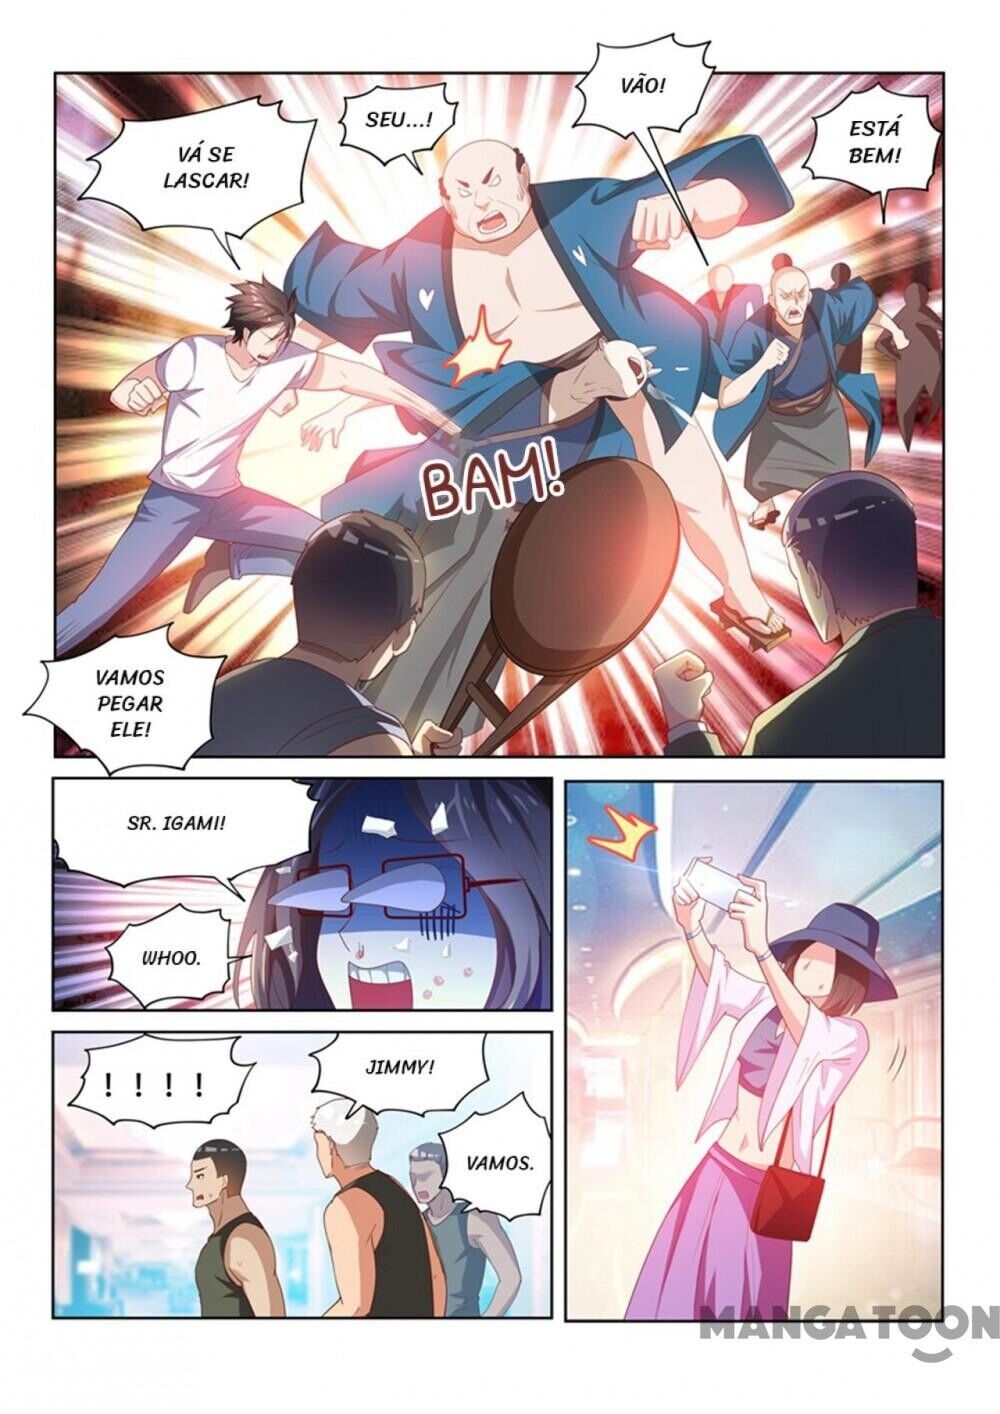 VÁ SE
LASCAR!
SEU...!
VÃO!
ESTÁ
BEM!
BAM!
VAMOS
PEGAR
ELE!
SR. IGAMI!
WHOO.
!!!!
JIMMY!
VAMOS.
MANGATOON